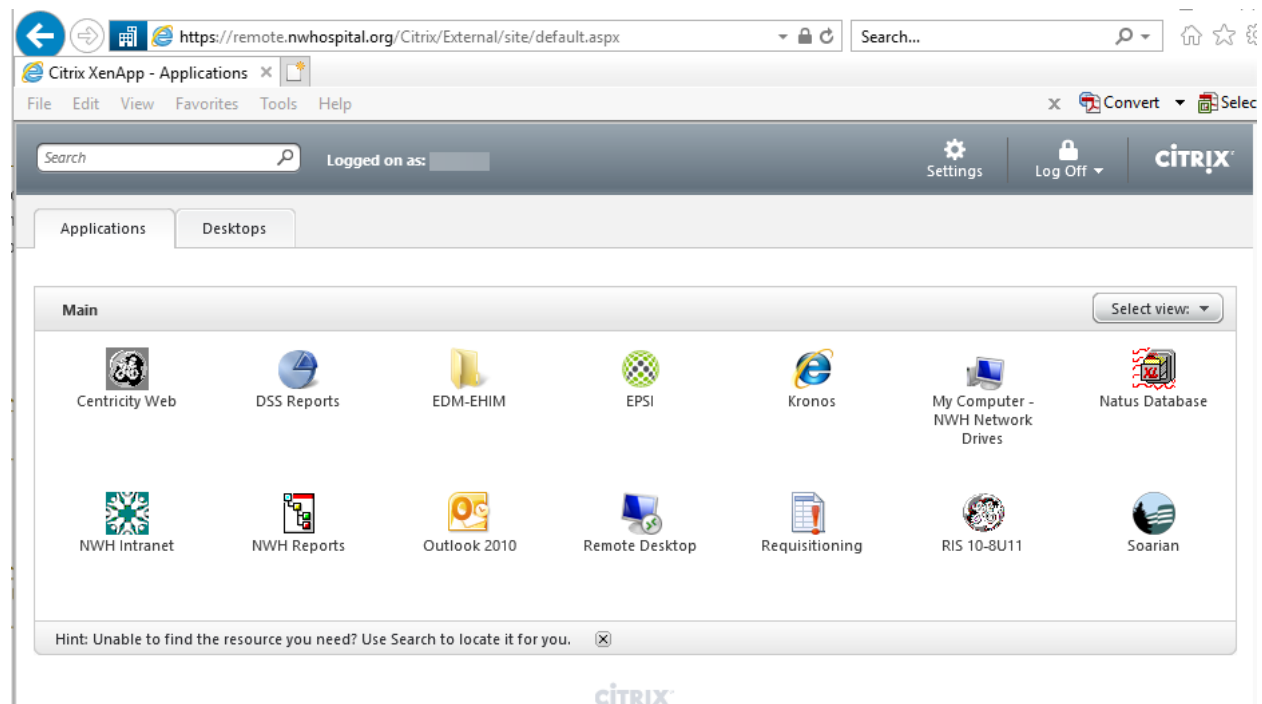 https://remote.nwhospital.org/Citrix/External/site/default.aspx
Search...
Citrix XenApp - Applications
File Edit View Favorites Tools Help
x Convert Selec
Search
Logged on as:
Settings
Log Off
CİTRIX
Applications
Desktops
Main
Select view:
Centricity Web
DSS Reports
EDM-EHIM
EPSI
Kronos
My Computer -
NWH Network
Drives
Natus Database
NWH Intranet
NWH Reports
Outlook 2010
Remote Desktop
Requisitioning
RIS 10-8U11
Soarian
Hint: Unable to find the resource you need? Use Search to locate it for you.
CİTRIX